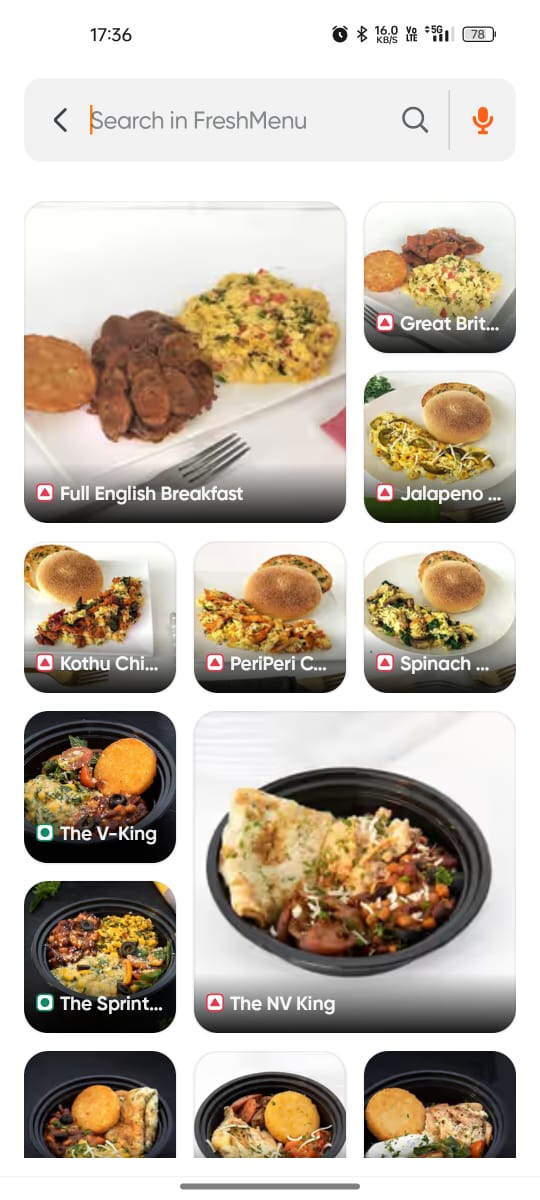 17:36
16.0 KB/S
Vo LTE
5G
78
Search in FreshMenu
Full English Breakfast
Great Brit...
Jalapeno ...
Kothu Chi...
PeriPeri C...
Spinach ...
The V-King
The Sprint...
The NV King